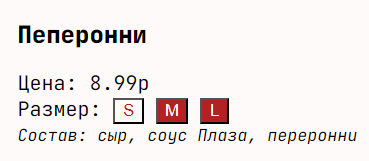 Пеперонни
Цена: 8.99р
Размер: S M L
Состав: сыр, соус Плаза, переронни